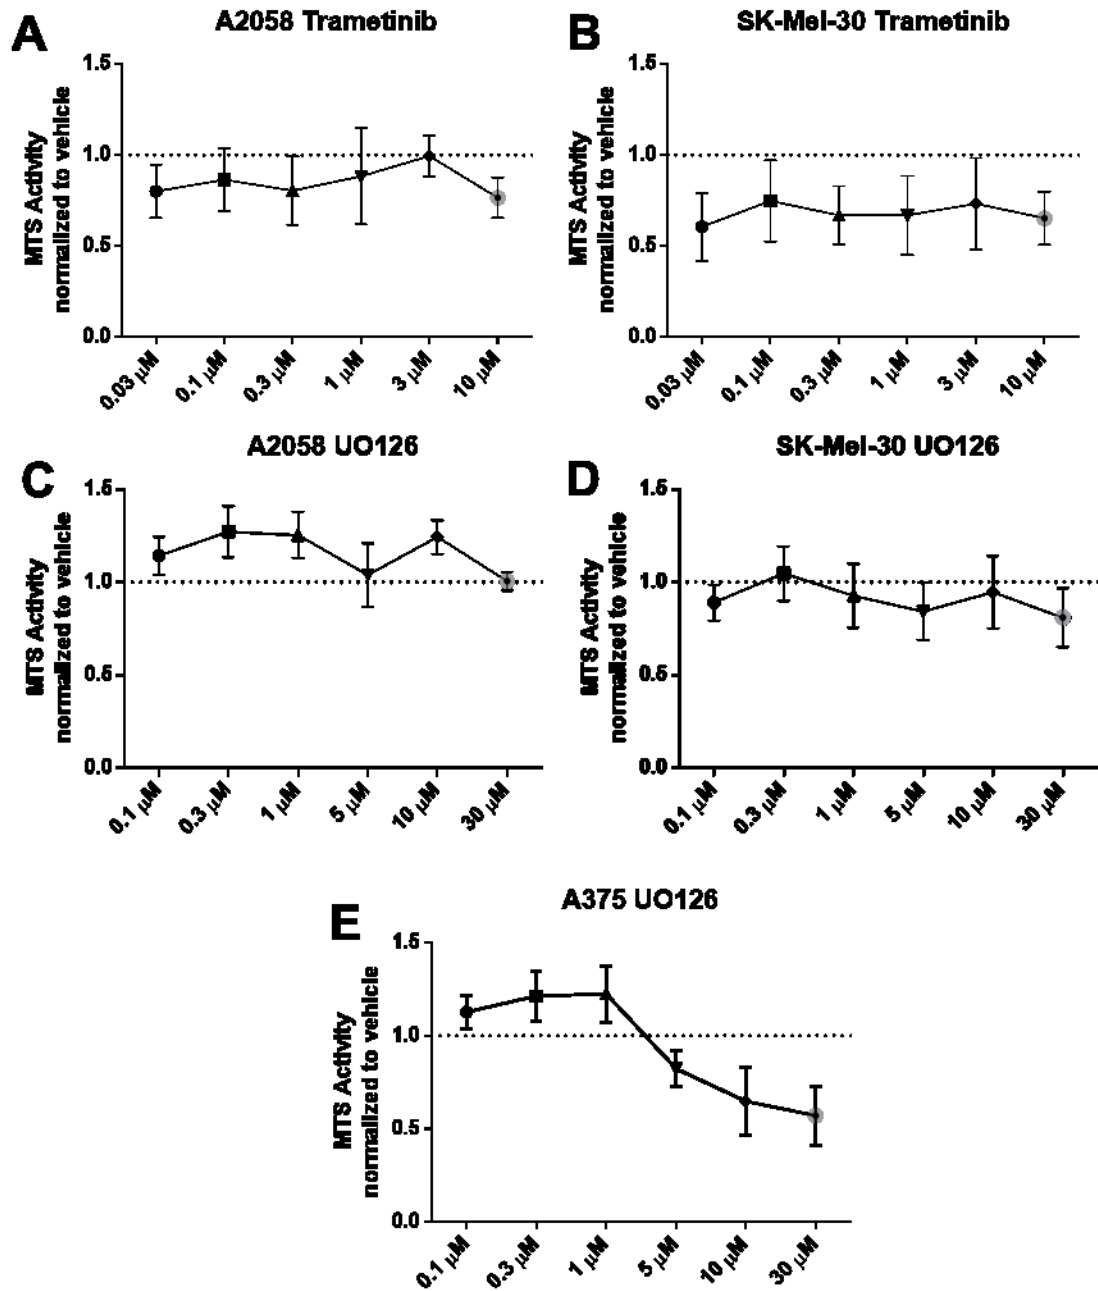 A
A2058 Trametinib
MTS Activity
normalized to vehicle
1.5
1.0
0.5
0.0
0.03 µM
0.1 µM
0.3 µM
1 µM
3 µM
10 µM
B
SK-Mel-30 Trametinib
MTS Activity
normalized to vehicle
1.5
1.0
0.5
0.0
0.03 µM
0.1 µM
0.3 µM
1 µM
3 µM
10 µM
C
A2058 UO126
MTS Activity
normalized to vehicle
1.5
1.0
0.5
0.0
0.1 µM
0.3 µM
1 µM
5 µM
10 µM
30 µM
D
SK-Mel-30 UO126
MTS Activity
normalized to vehicle
1.5
1.0
0.5
0.0
0.1 µM
0.3 µM
1 µM
5 µM
10 µM
30 µM
E
A375 UO126
MTS Activity
normalized to vehicle
1.5
1.0
0.5
0.0
0.1 µM
0.3 µM
1 µM
5 µM
10 µM
30 µM